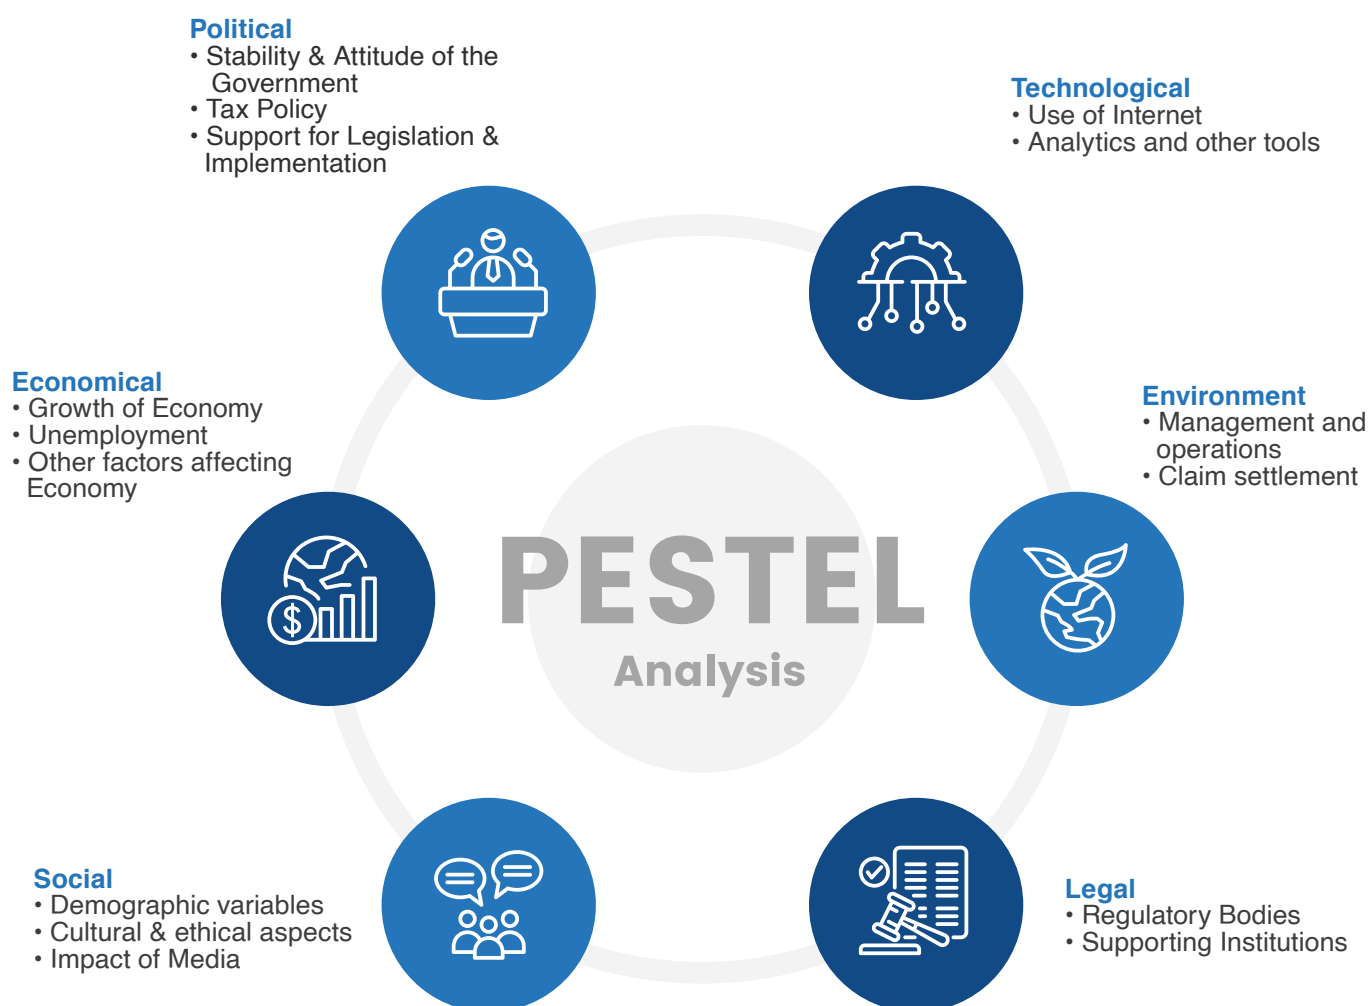 Political
• Stability & Attitude of the
Government
• Tax Policy
• Support for Legislation &
Implementation
Technological
• Use of Internet
• Analytics and other tools
Economical
• Growth of Economy
• Unemployment
• Other factors affecting
Economy
Environment
• Management and
operations
• Claim settlement
$
PESTEL
Analysis
Social
• Demographic variables
• Cultural & ethical aspects
• Impact of Media
Legal
• Regulatory Bodies
• Supporting Institutions